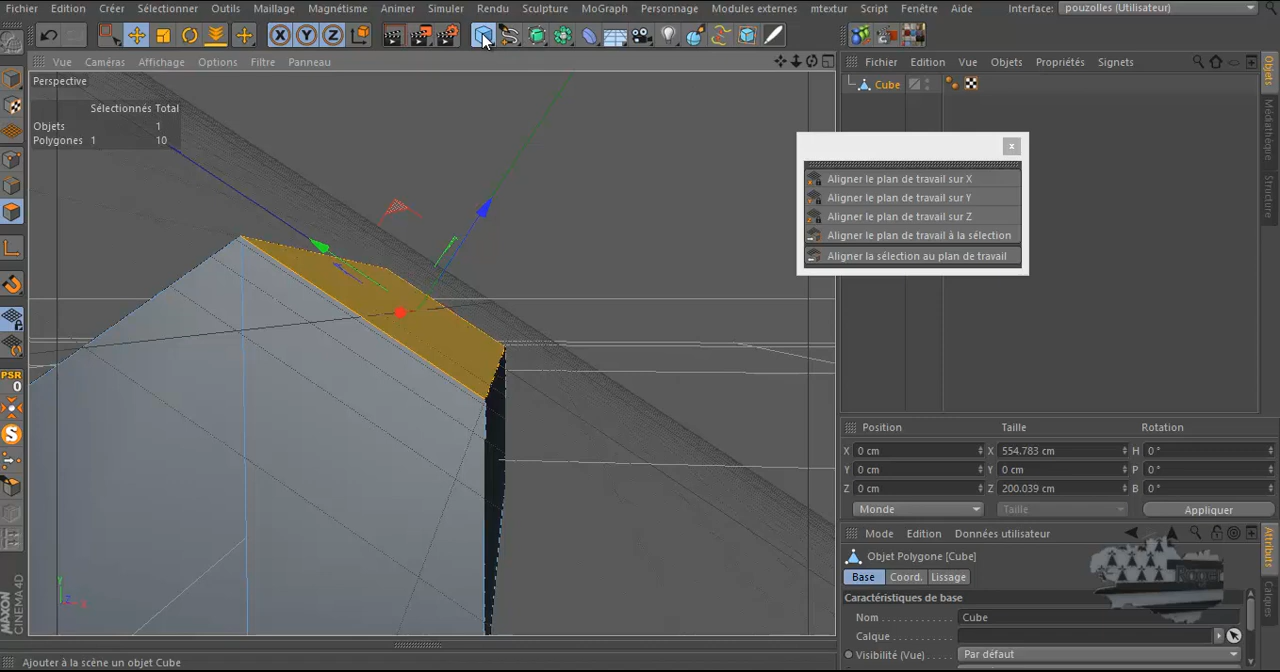 Fichier Edition Créer Sélectionner Outils Maillage Magnétisme Animer Simuler Rendu Sculpture MoGraph Personnage Modules externes mtextur Script Fenêtre Aide Interface: pouzolles (Utilisateur)
X Y Z
Vue Caméras Affichage Options Filtre Panneau
Fichier Edition Vue Objets Propriétés Signets
Perspective
Cube
Sélectionnés Total
Objets 1
Polygones 1 10
x
Aligner le plan de travail sur X
Aligner le plan de travail sur Y
Aligner le plan de travail sur Z
Aligner le plan de travail à la sélection
Aligner la sélection au plan de travail
Objets
Médiathèque
Structure
PSR
0
S
Position Taille Rotation
X 0 cm X 554.783 cm H 0 °
Y 0 cm Y 0 cm P 0 °
Z 0 cm Z 200.039 cm B 0 °
Monde Taille Appliquer
Mode Edition Données utilisateur
Objet Polygone [Cube]
Base Coord. Lissage
Caractéristiques de base
Nom Cube
Calque
Visibilité (Vue) Par défaut
Attributs
Calques
Y
Z X
MAXON
CINEMA4D
Ajouter à la scène un objet Cube